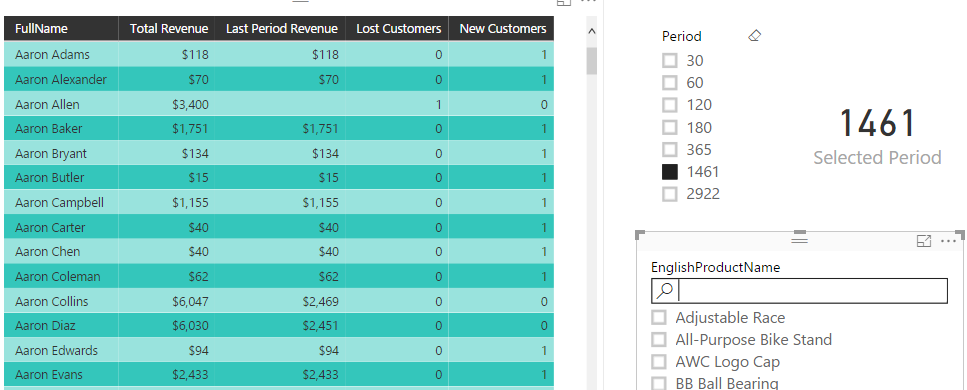 FullName Total Revenue Last Period Revenue Lost Customers New Customers
Aaron Adams $118 $118 0 1
Aaron Alexander $70 $70 0 1
Aaron Allen $3,400 1 0
Aaron Baker $1,751 $1,751 0 1
Aaron Bryant $134 $134 0 1
Aaron Butler $15 $15 0 1
Aaron Campbell $1,155 $1,155 0 1
Aaron Carter $40 $40 0 1
Aaron Chen $40 $40 0 1
Aaron Coleman $62 $62 0 1
Aaron Collins $6,047 $2,469 0 0
Aaron Diaz $6,030 $2,451 0 0
Aaron Edwards $94 $94 0 1
Aaron Evans $2,433 $2,433 0 1
Period
30
60
120
180
365
1461
2922
1461
Selected Period
EnglishProductName
Adjustable Race
All-Purpose Bike Stand
AWC Logo Cap
BB Ball Bearing